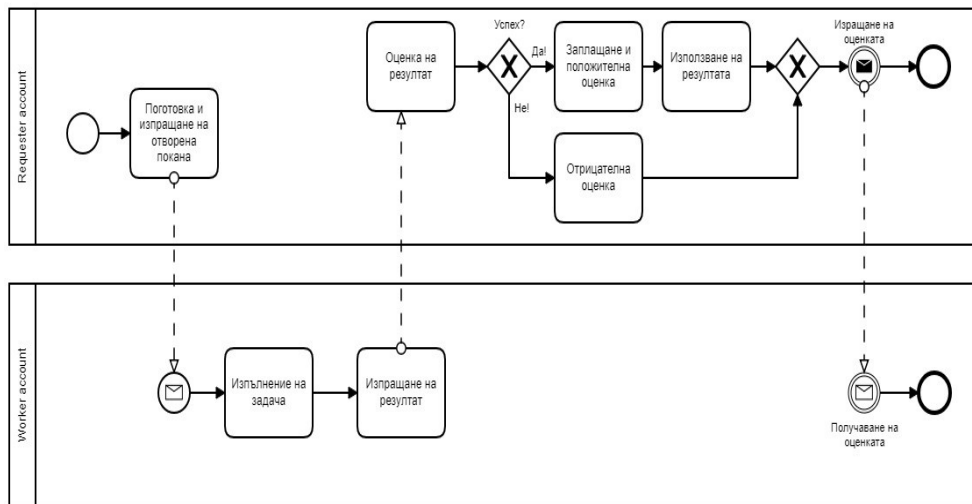 Requester account
Поготовка и
изпращане на
отворена
покана
Оценка на
резултат
Успех?
Да!
Не!
Заплащане и
положителна
оценка
Използване на
резултата
Отрицателна
оценка
Изращане на
оценката
Worker account
Изпълнение на
задача
Изпращане на
резултат
Получаване на
оценката